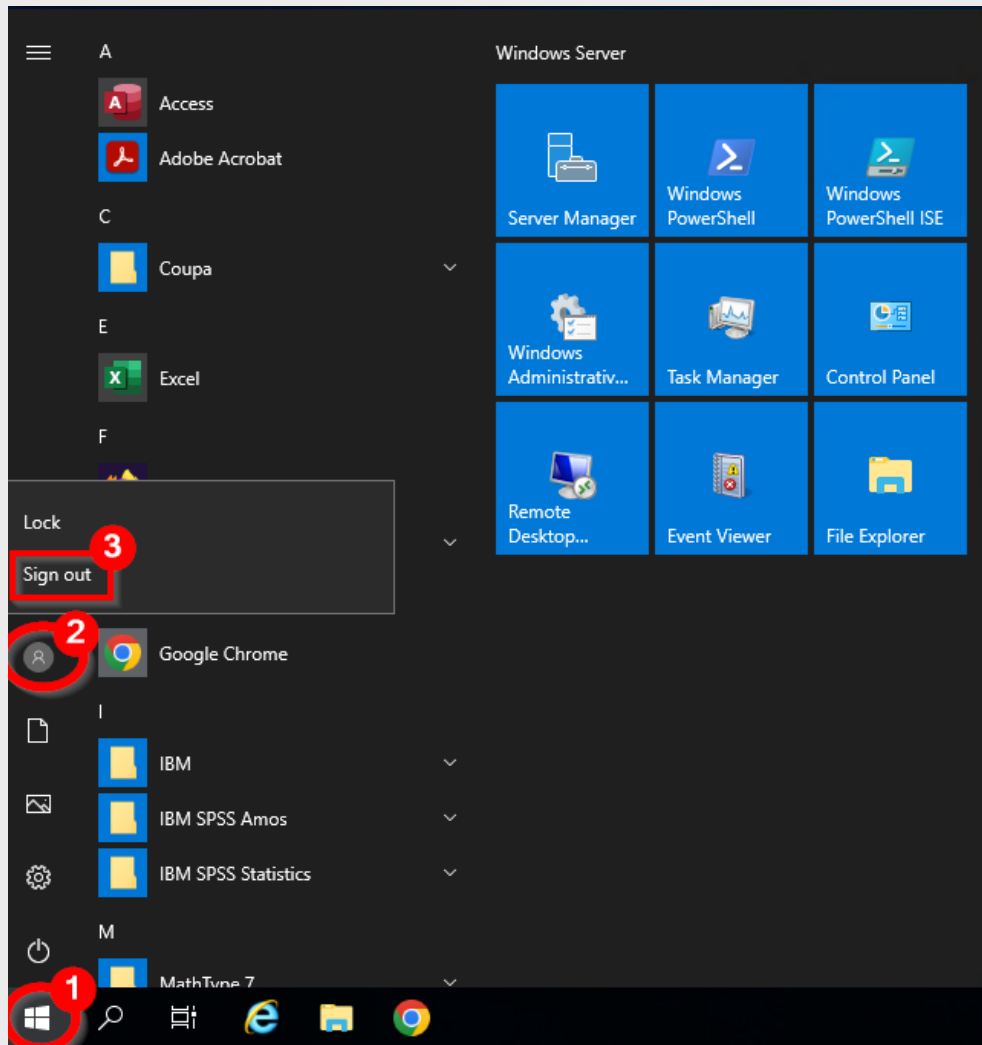 A
Access
Adobe Acrobat
C
Coupa
E
Excel
F
Lock
3
Sign out
2
Google Chrome
I
IBM
IBM SPSS Amos
IBM SPSS Statistics
M
MathType 7
1
Windows Server
Server Manager
Windows
PowerShell
Windows
PowerShell ISE
Windows
Administrativ...
Task Manager
Control Panel
Remote
Desktop...
Event Viewer
File Explorer